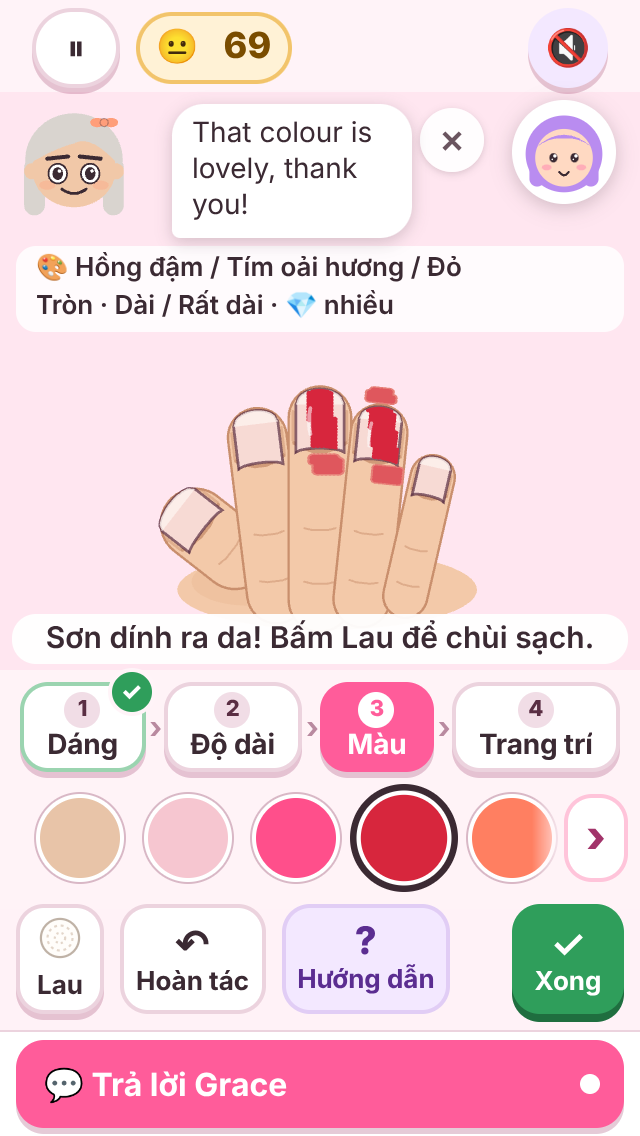 69
That colour is
lovely, thank
you!
Hồng đậm / Tím oải hương / Đỏ
Tròn · Dài / Rất dài · 💎 nhiều
Sơn dính ra da! Bấm Lau để chùi sạch.
1
Dáng
2
Độ dài
3
Màu
4
Trang trí
Lau
Hoàn tác
?
Hướng dẫn
Xong
Trả lời Grace